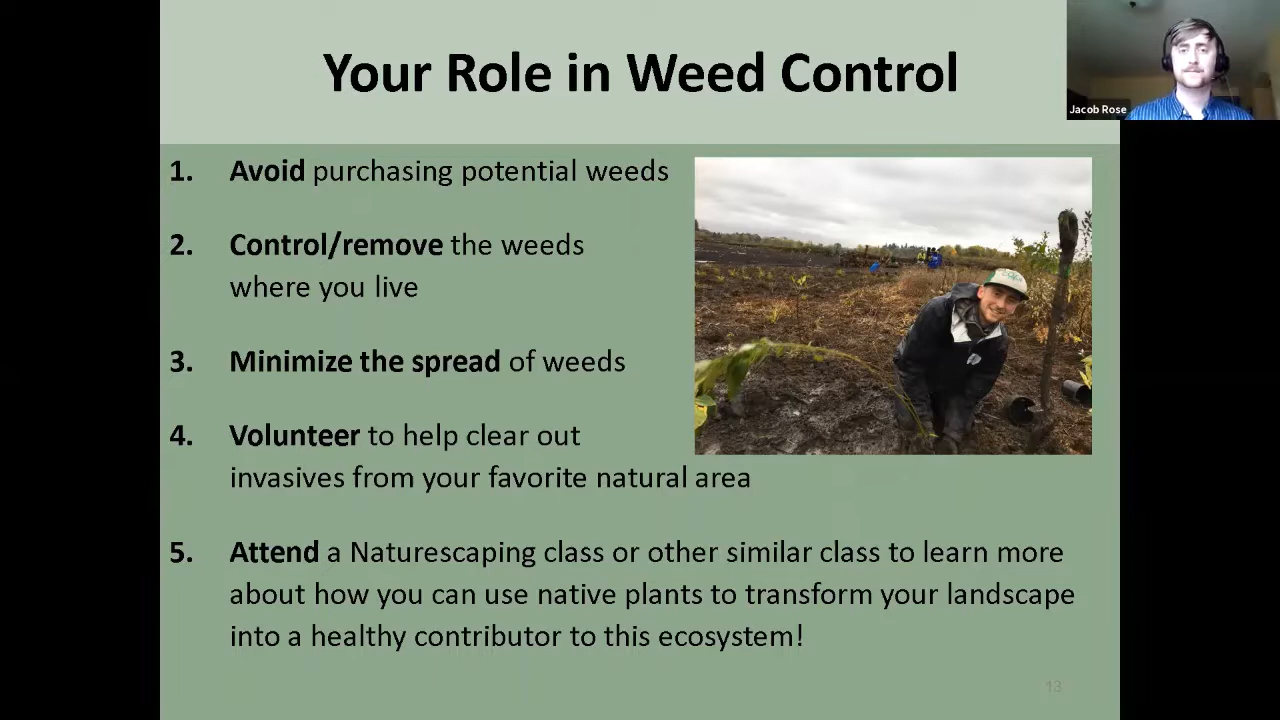 Your Role in Weed Control
Jacob Rose
1. Avoid purchasing potential weeds
2. Control/remove the weeds
where you live
3. Minimize the spread of weeds
4. Volunteer to help clear out
invasives from your favorite natural area
5. Attend a Naturescaping class or other similar class to learn more
about how you can use native plants to transform your landscape
into a healthy contributor to this ecosystem!
13